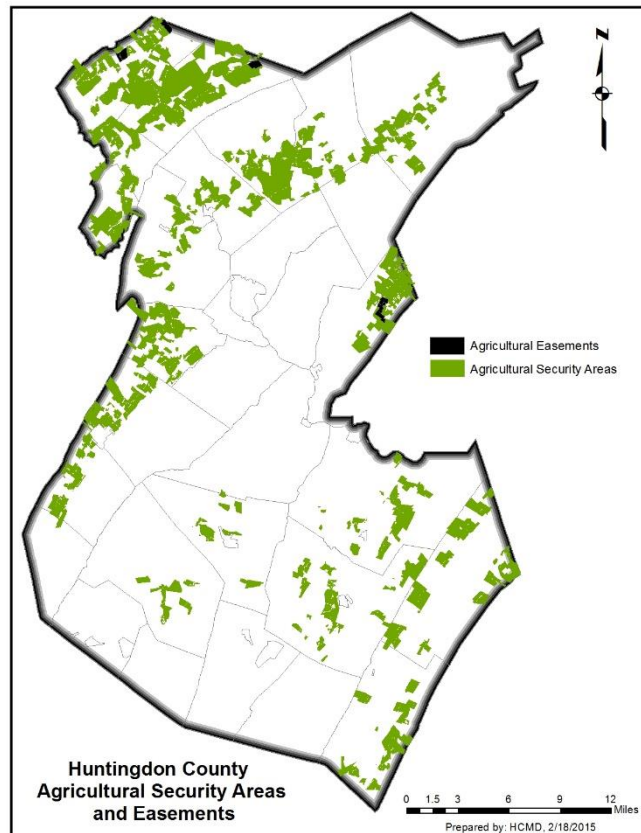 N
Agricultural Easements
Agricultural Security Areas
Huntingdon County
Agricultural Security Areas
and Easements
0 1.5 3 6 9 12
Miles
Prepared by: HCMD, 2/18/2015